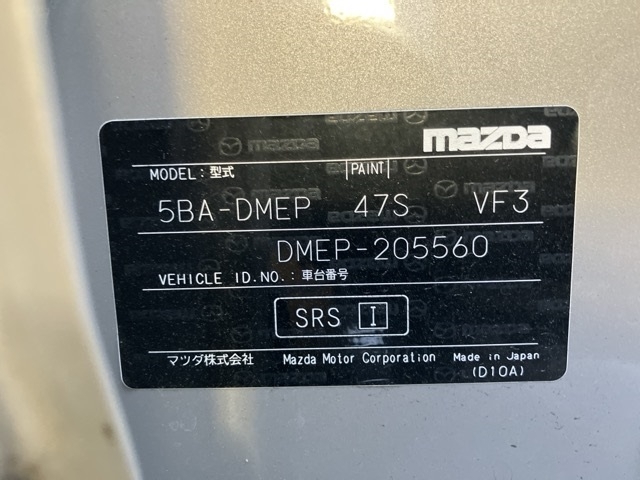 mazda
MODEL:型式 PAINT
5BA-DMEP 47S VF3
DMEP-205560
VEHICLE ID.NO.:車台番号
SRS I
マツダ株式会社 Mazda Motor Corporation Made in Japan
(D10A)